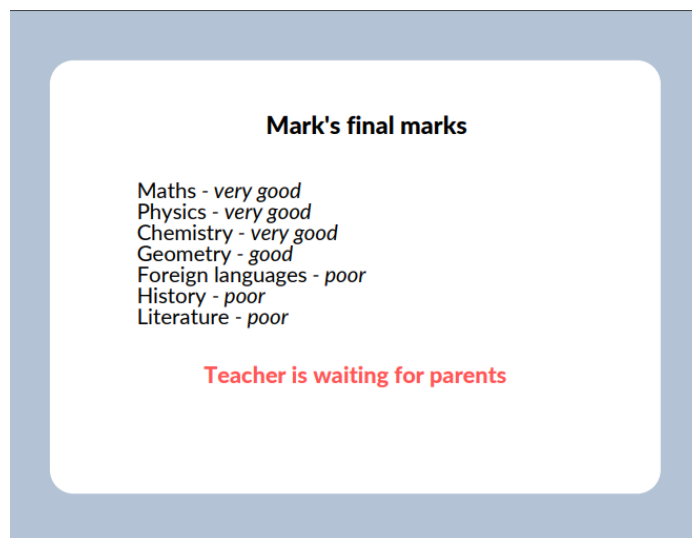 Mark's final marks
Maths - very good
Physics - very good
Chemistry - very good
Geometry - good
Foreign languages - poor
History - poor
Literature - poor
Teacher is waiting for parents